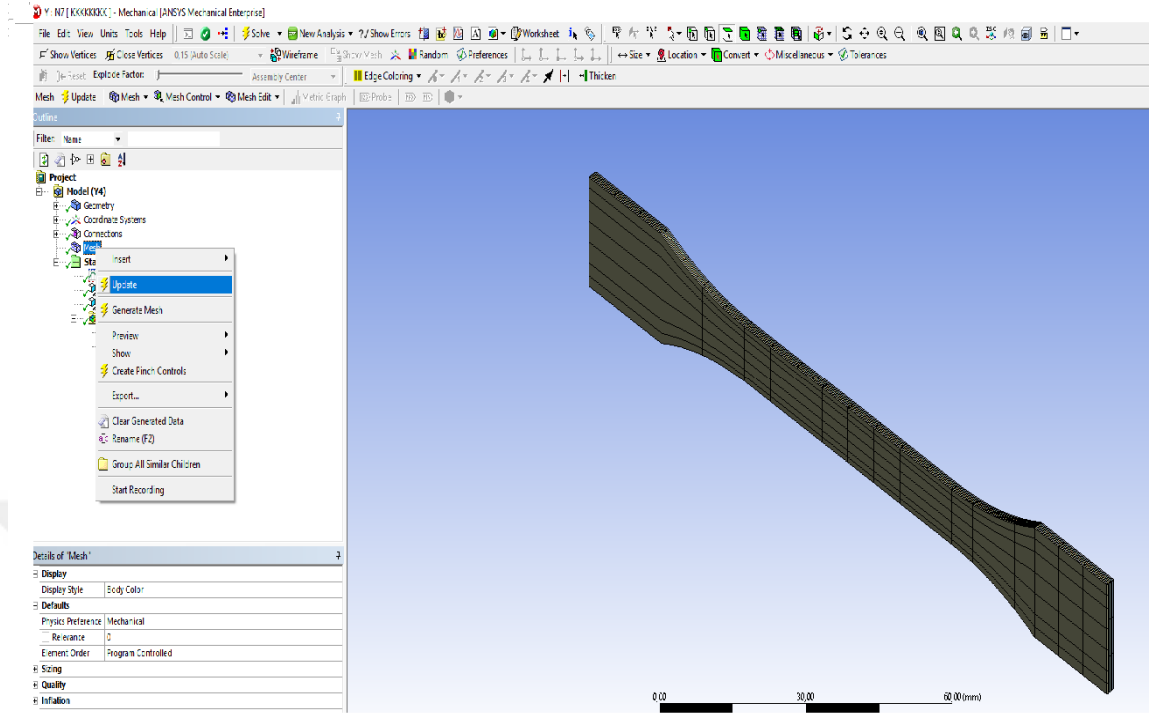 Y : N7 [ KKKKKKKK ] - Mechanical [ANSYS Mechanical Enterprise]
File Edit View Units Tools Help Solve New Analysis ?/ Show Errors Worksheet
Show Vertices Close Vertices 0,15 (Auto Scale) Wireframe Show Mesh Random Preferences Size Location Convert Miscellaneous Tolerances
Reset Explode Factor: Assembly Center Edge Coloring Thicken
Mesh Update Mesh Mesh Control Mesh Edit Metric Graph Probe
Outline
Filter: Name
Project
Model (Y4)
Geometry
Coordinate Systems
Connections
Mesh
Sta
Insert
Update
Generate Mesh
Preview
Show
Create Pinch Controls
Export...
Clear Generated Data
Rename (F2)
Group All Similar Children
Start Recording
Details of "Mesh"
Display
Display Style Body Color
Defaults
Physics Preference Mechanical
Relevance 0
Element Order Program Controlled
Sizing
Quality
Inflation
0,00 30,00 60,00 (mm)